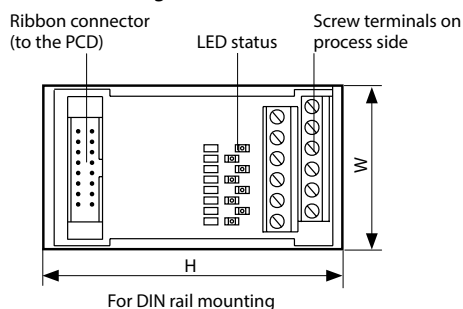 Ribbon connector
(to the PCD)
LED status
Screw terminals on
process side
W
H
For DIN rail mounting